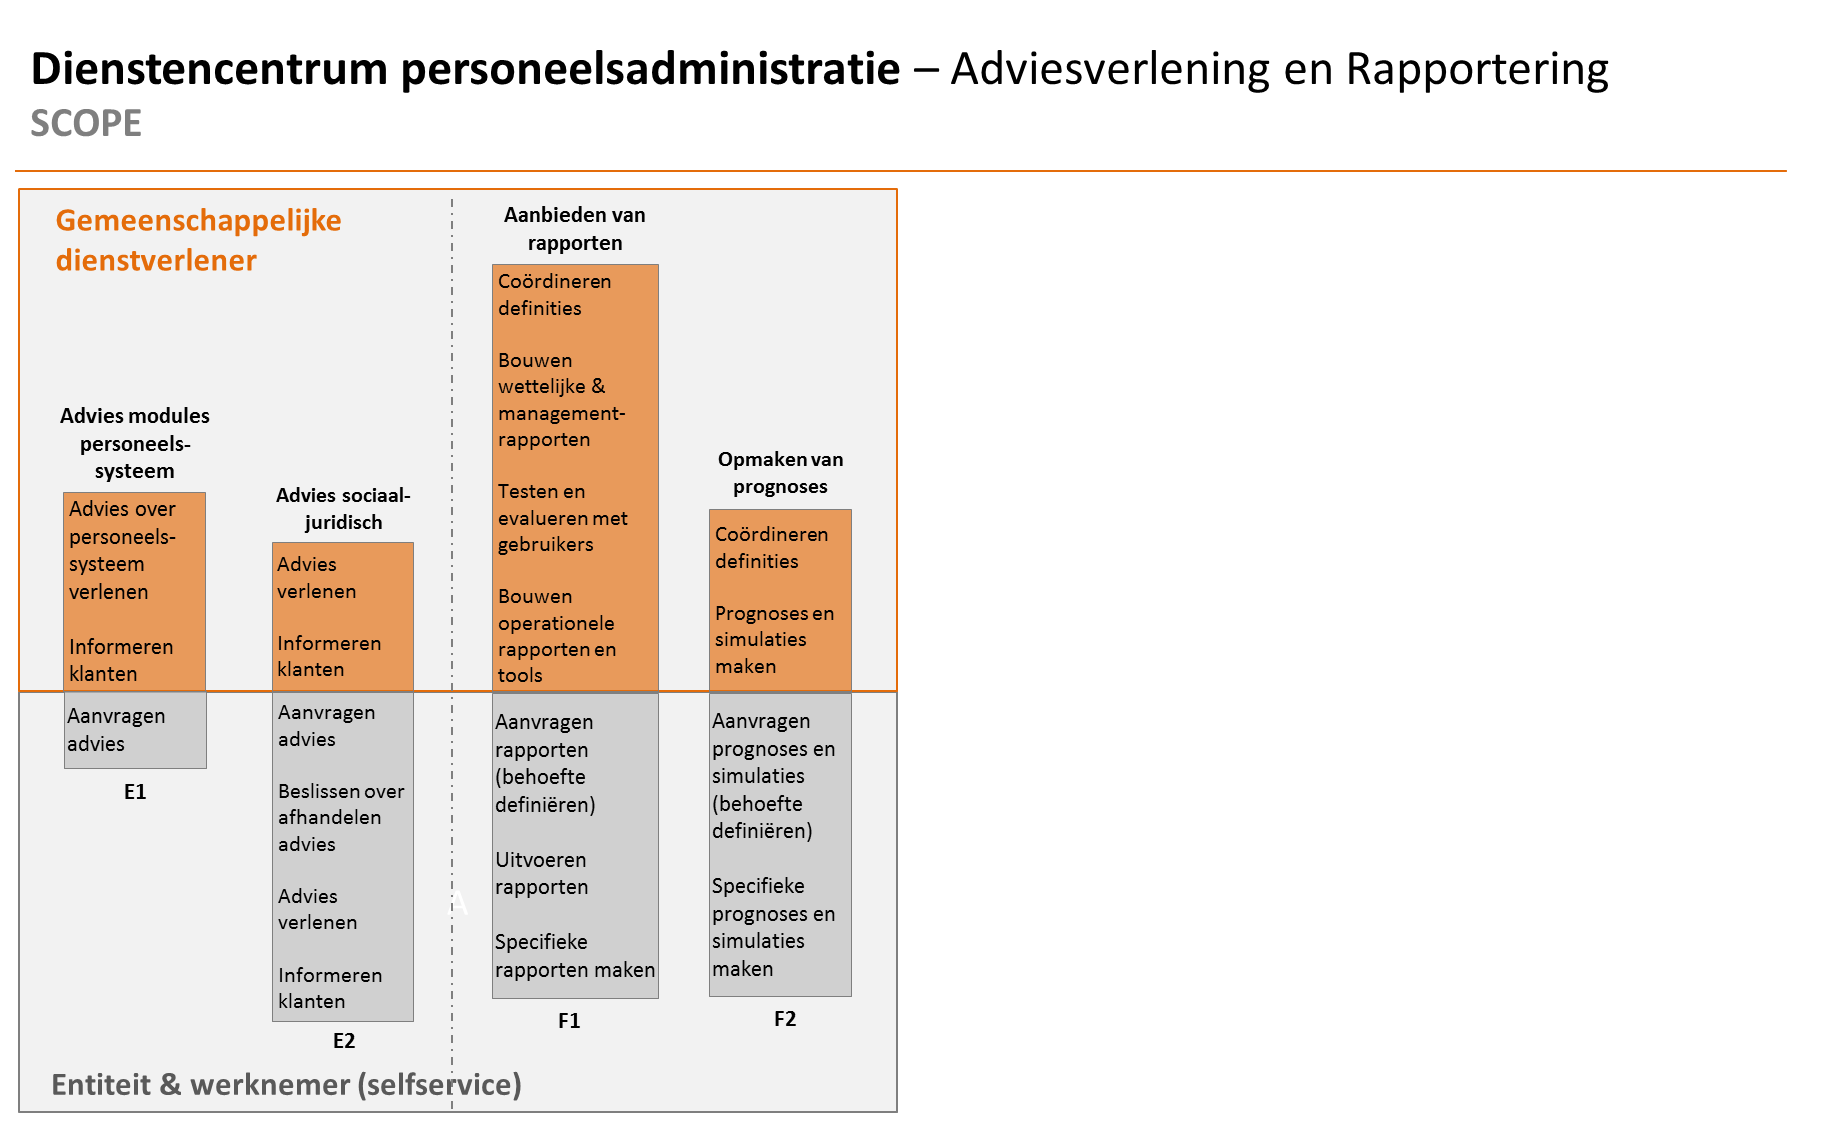 Dienstencentrum personeelsadministratie – Adviesverlening en Rapportering
SCOPE
Gemeenschappelijke
dienstverlener
Advies modules
personeels-
systeem
Advies over
personeels-
systeem
verlenen
Informeren
klanten
Aanvragen
advies
E1
Advies sociaal-
juridisch
Advies
verlenen
Informeren
klanten
Aanvragen
advies
Beslissen over
afhandelen
advies
Advies
verlenen
Informeren
klanten
E2
A
Aanbieden van
rapporten
Coördineren
definities
Bouwen
wettelijke &
management-
rapporten
Testen en
evalueren met
gebruikers
Bouwen
operationele
rapporten en
tools
Aanvragen
rapporten
(behoefte
definiëren)
Uitvoeren
rapporten
Specifieke
rapporten maken
F1
Opmaken van
prognoses
Coördineren
definities
Prognoses en
simulaties
maken
Aanvragen
prognoses en
simulaties
(behoefte
definiëren)
Specifieke
prognoses en
simulaties
maken
F2
Entiteit & werknemer (selfservice)